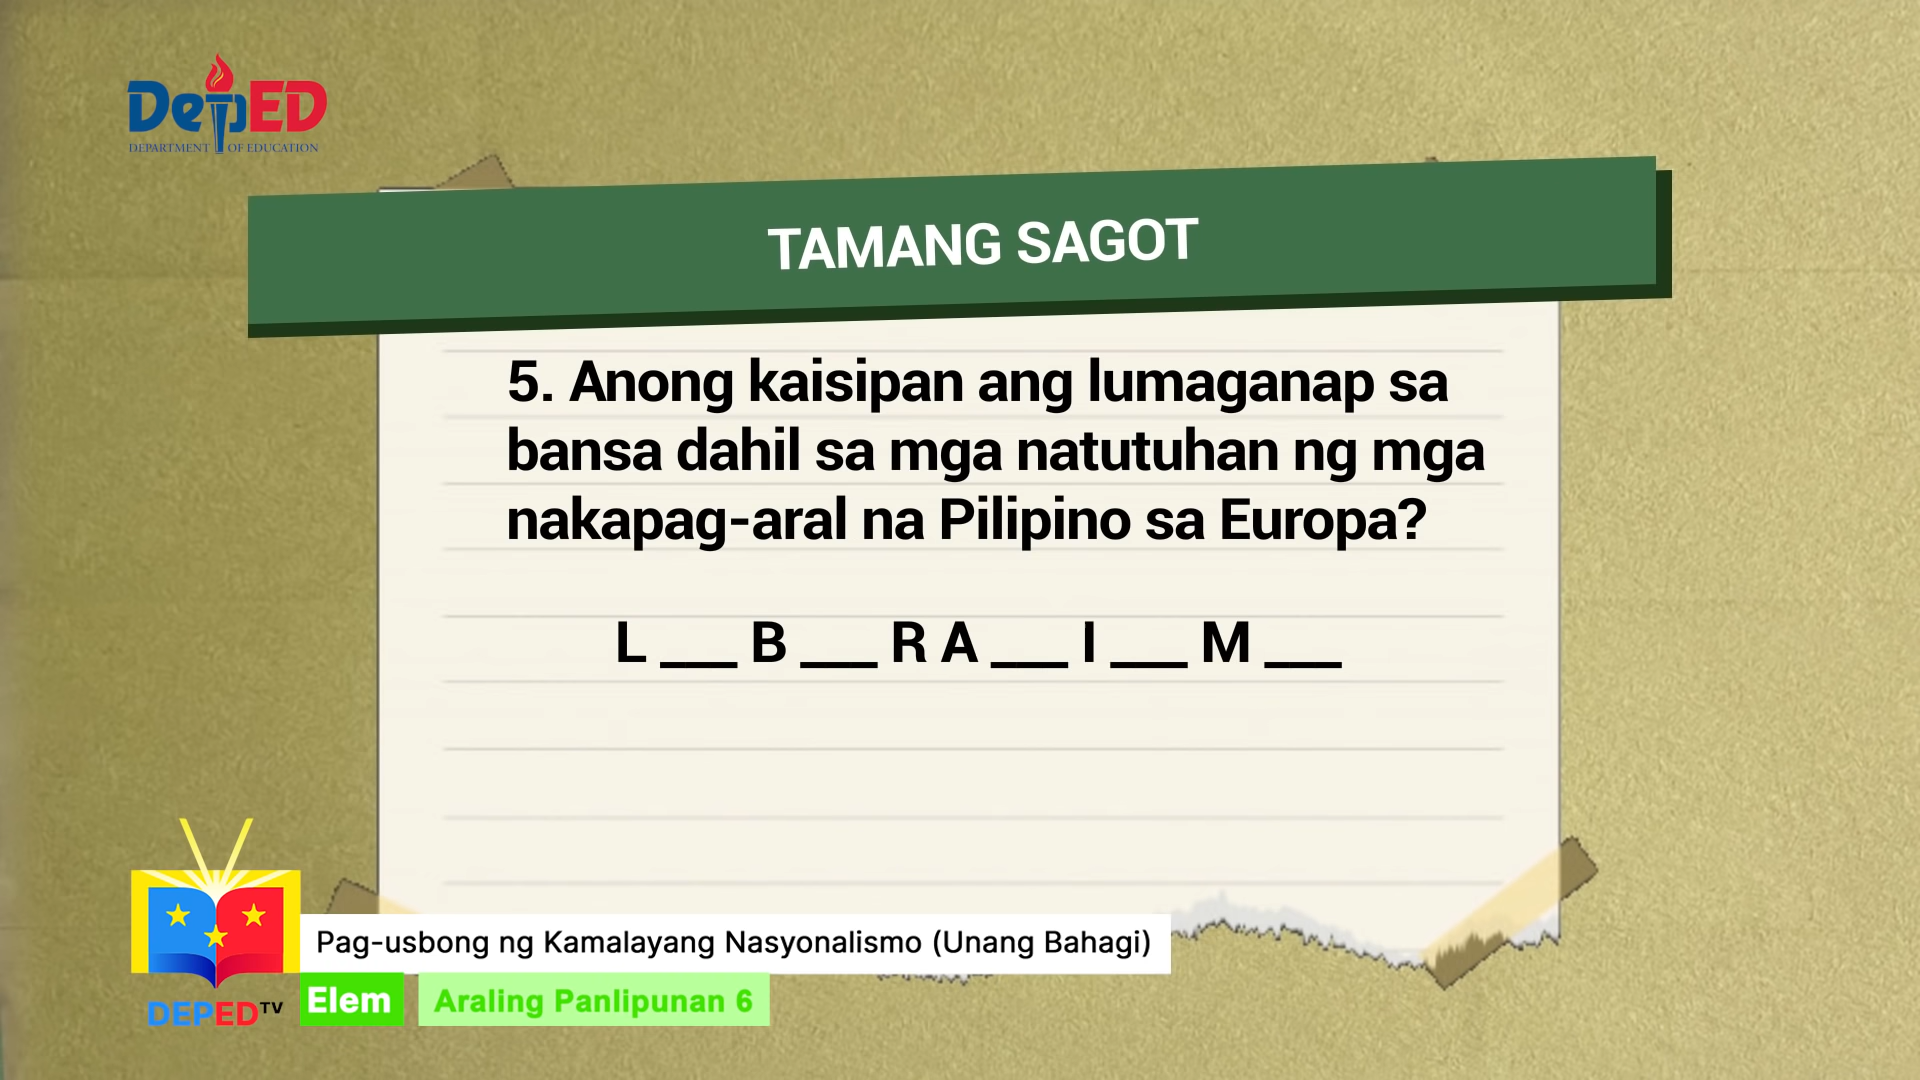 DepED
DEPARTMENT OF EDUCATION
TAMANG SAGOT
5. Anong kaisipan ang lumaganap sa
bansa dahil sa mga natutuhan ng mga
nakapag-aral na Pilipino sa Europa?
L ___ B ___ R A ___ I ___ M ___
Pag-usbong ng Kamalayang Nasyonalismo (Unang Bahagi)
DEPED TV
Elem
Araling Panlipunan 6